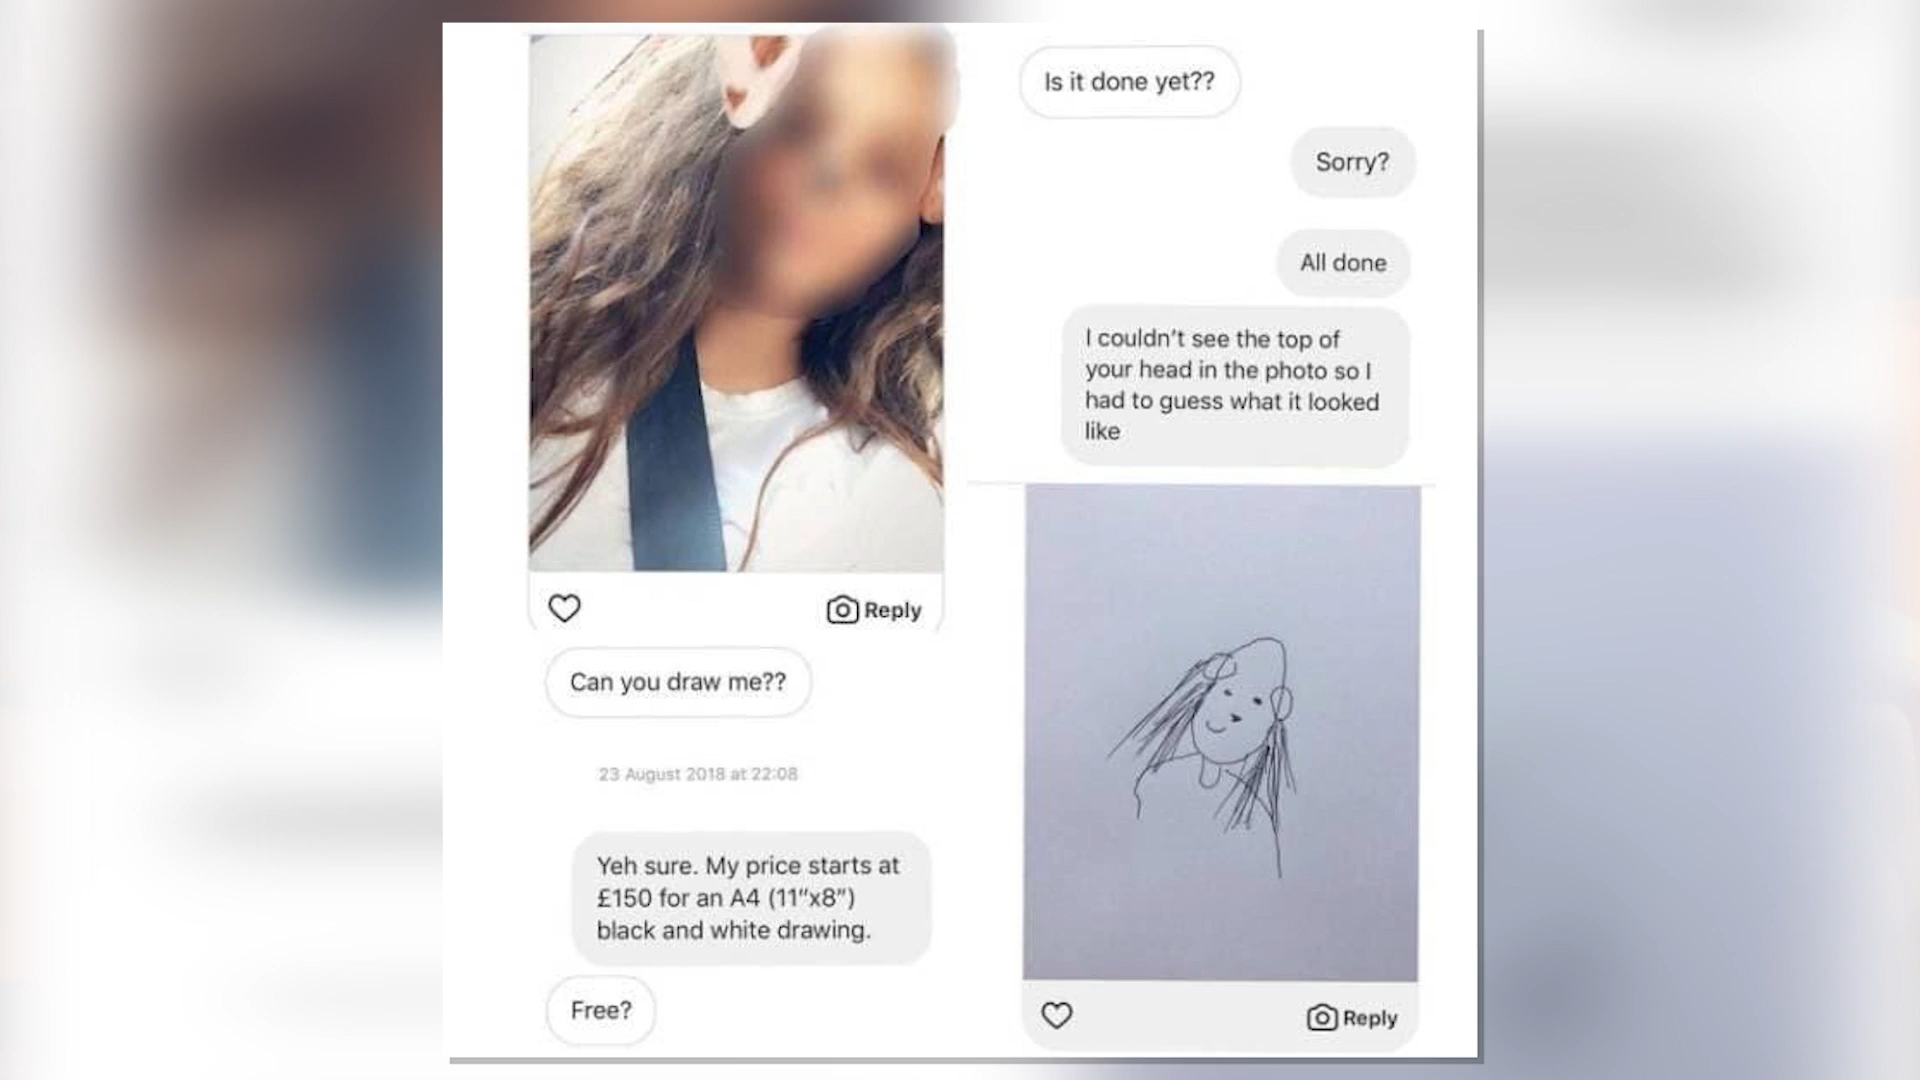 Reply
Can you draw me??
23 August 2018 at 22:08
Yeh sure. My price starts at
£150 for an A4 (11"x8")
black and white drawing.
Free?
Is it done yet??
Sorry?
All done
I couldn't see the top of
your head in the photo so I
had to guess what it looked
like
Reply